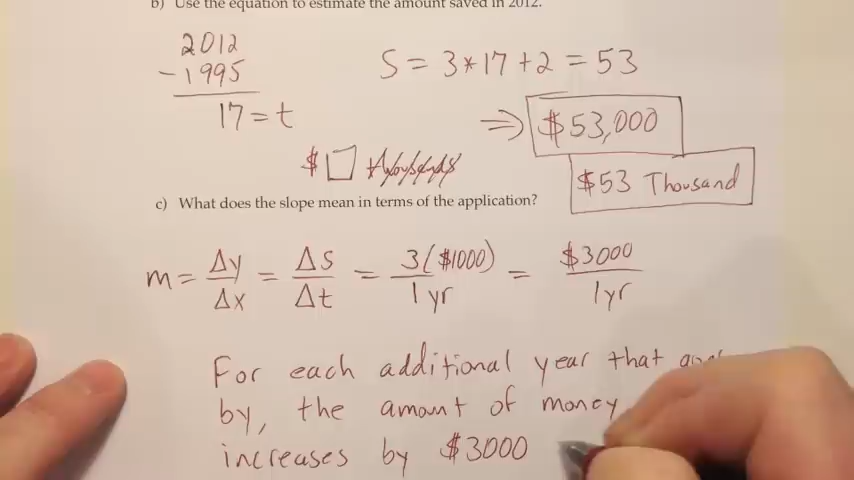 b) Use the equation to estimate the amount saved in 2012.
2012
- 1995
17 = t
S = 3*17 + 2 = 53
⇒ $53,000
$ □ thousands
$53 Thousand
c) What does the slope mean in terms of the application?
m = Δy/Δx = ΔS/Δt = 3($1000)/1 yr = $3000/1 yr
For each additional year that
by, the amount of money
increases by $3000